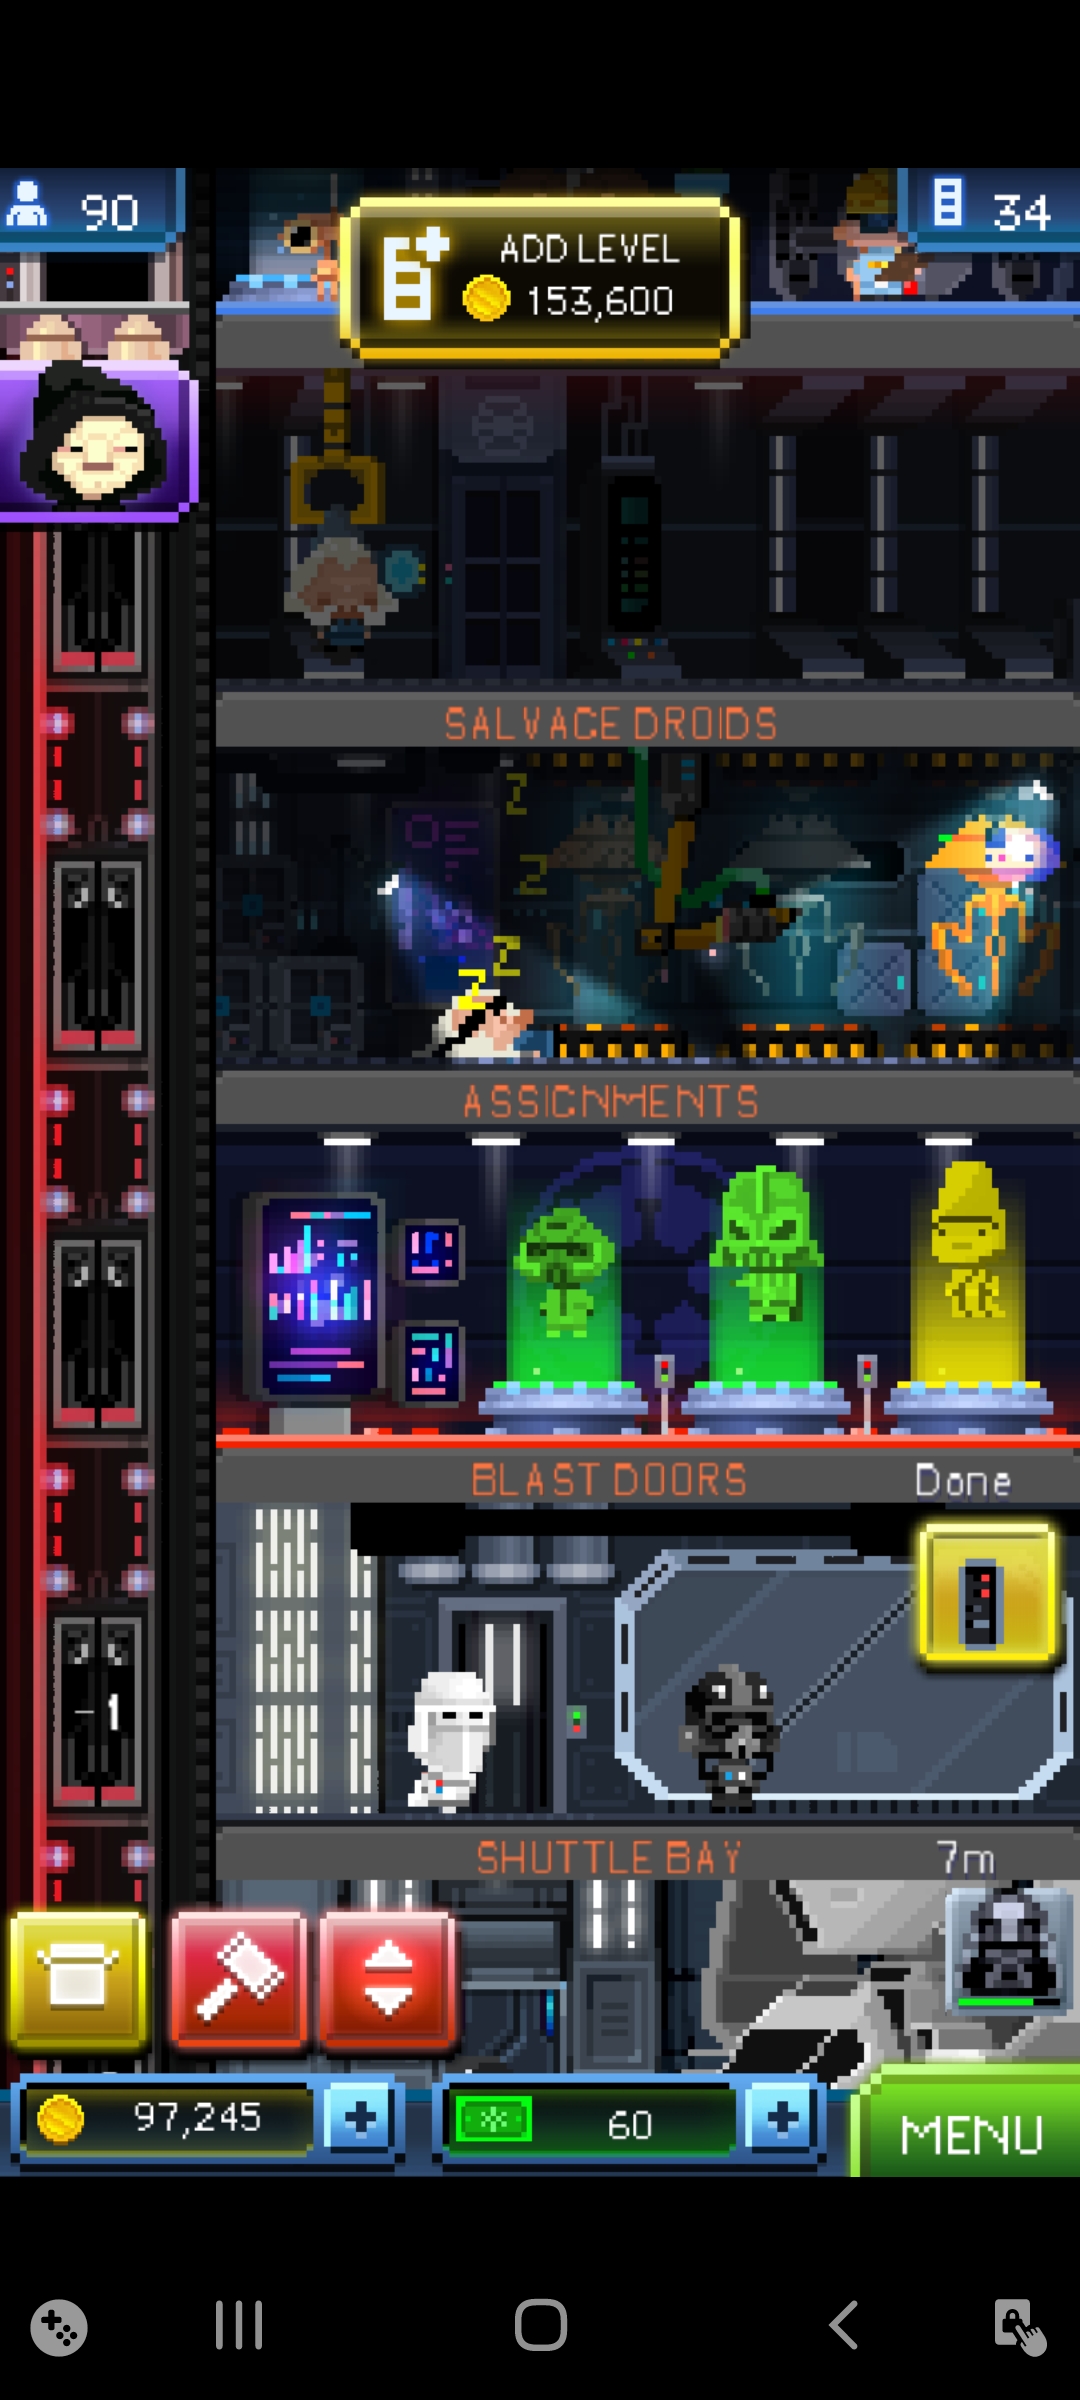 90
ADD LEVEL
153,600
34
SALVAGE DROIDS
Z
Z
Z
Z
ASSIGNMENTS
BLAST DOORS Done
-1
SHUTTLE BAY 7m
97,245
60
MENU